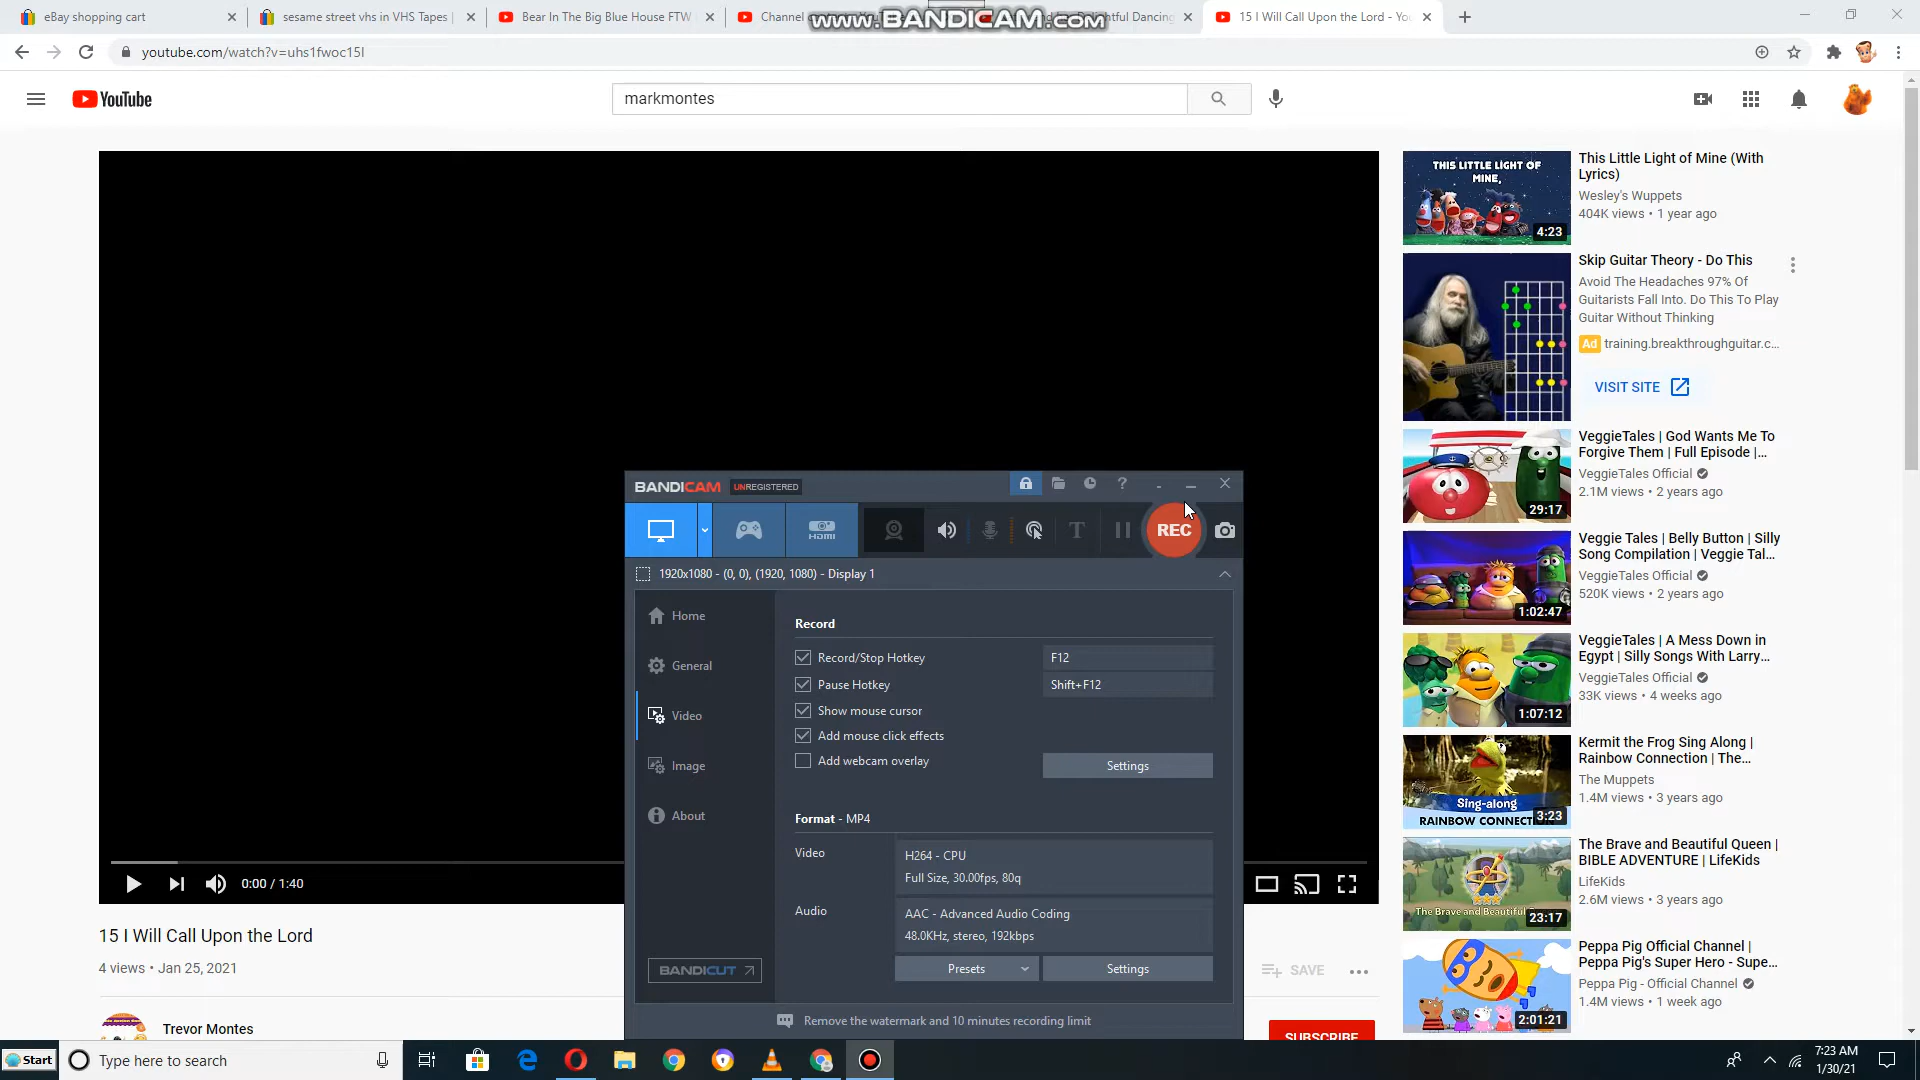 eBay shopping cart
sesame street vhs in VHS Tapes |
Bear In The Big Blue House FTW
Channel
Delightful Dancing
15 I Will Call Upon the Lord - You
www.BANDICAM.com
youtube.com/watch?v=uhs1fwoc15I
YouTube
markmontes
THIS LITTLE LIGHT OF
MINE,
4:23
This Little Light of Mine (With
Lyrics)
Wesley's Wuppets
404K views • 1 year ago
Skip Guitar Theory - Do This
Avoid The Headaches 97% Of
Guitarists Fall Into. Do This To Play
Guitar Without Thinking
Ad training.breakthroughguitar.c...
VISIT SITE
29:17
VeggieTales | God Wants Me To
Forgive Them | Full Episode |...
VeggieTales Official
2.1M views • 2 years ago
1:02:47
Veggie Tales | Belly Button | Silly
Song Compilation | Veggie Tal...
VeggieTales Official
520K views • 2 years ago
1:07:12
VeggieTales | A Mess Down in
Egypt | Silly Songs With Larry...
VeggieTales Official
33K views • 4 weeks ago
Sing-along
RAINBOW CONNECT
3:23
Kermit the Frog Sing Along |
Rainbow Connection | The...
The Muppets
1.4M views • 3 years ago
The Brave and Beautiful
23:17
The Brave and Beautiful Queen |
BIBLE ADVENTURE | LifeKids
LifeKids
2.6M views • 3 years ago
2:01:21
Peppa Pig Official Channel |
Peppa Pig's Super Hero - Supe...
Peppa Pig - Official Channel
1.4M views • 1 week ago
BANDICAM UNREGISTERED
?
HDMI
T
REC
1920x1080 - (0, 0), (1920, 1080) - Display 1
Home
General
Video
Image
About
BANDICUT
Record
Record/Stop Hotkey F12
Pause Hotkey Shift+F12
Show mouse cursor
Add mouse click effects
Add webcam overlay
Settings
Format - MP4
Video
H264 - CPU
Full Size, 30.00fps, 80q
Audio
AAC - Advanced Audio Coding
48.0KHz, stereo, 192kbps
Presets
Settings
Remove the watermark and 10 minutes recording limit
0:00 / 1:40
15 I Will Call Upon the Lord
4 views • Jan 25, 2021
SAVE
Trevor Montes
SUBSCRIBE
Start
Type here to search
7:23 AM
1/30/21